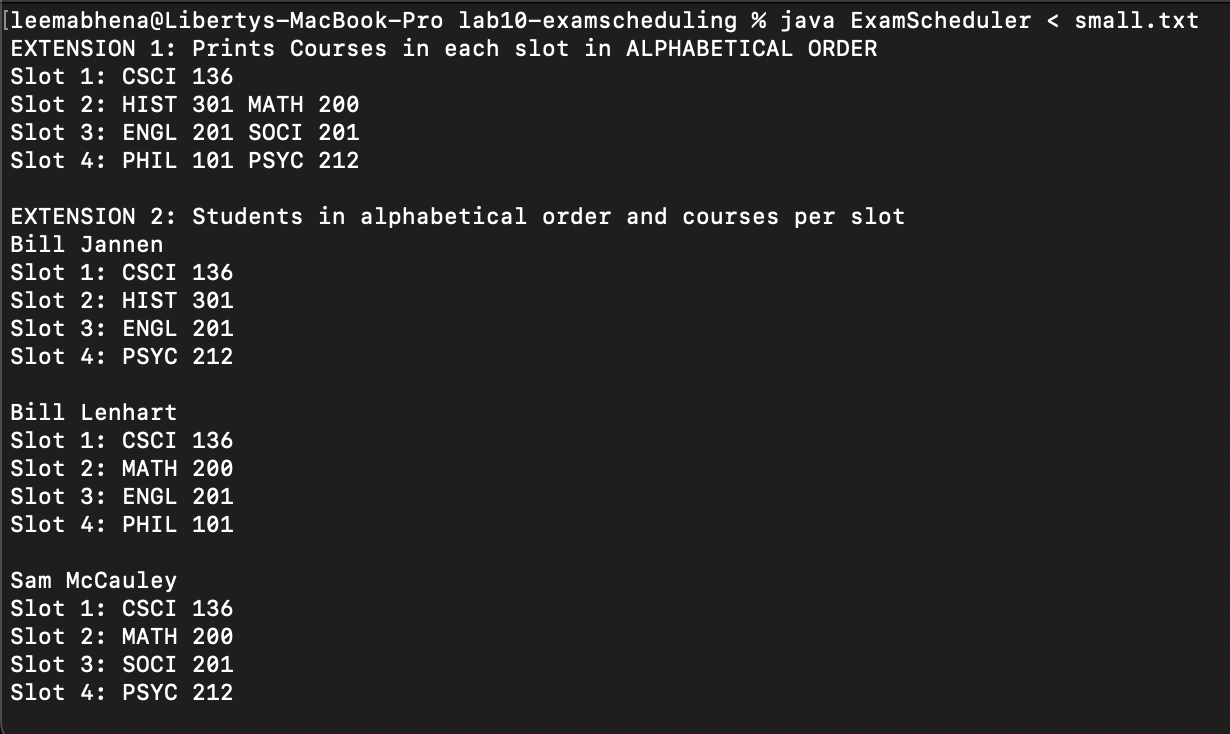 [leemabhena@Libertys-MacBook-Pro lab10-examscheduling % java ExamScheduler < small.txt
EXTENSION 1: Prints Courses in each slot in ALPHABETICAL ORDER
Slot 1: CSCI 136
Slot 2: HIST 301 MATH 200
Slot 3: ENGL 201 SOCI 201
Slot 4: PHIL 101 PSYC 212
EXTENSION 2: Students in alphabetical order and courses per slot
Bill Jannen
Slot 1: CSCI 136
Slot 2: HIST 301
Slot 3: ENGL 201
Slot 4: PSYC 212
Bill Lenhart
Slot 1: CSCI 136
Slot 2: MATH 200
Slot 3: ENGL 201
Slot 4: PHIL 101
Sam McCauley
Slot 1: CSCI 136
Slot 2: MATH 200
Slot 3: SOCI 201
Slot 4: PSYC 212